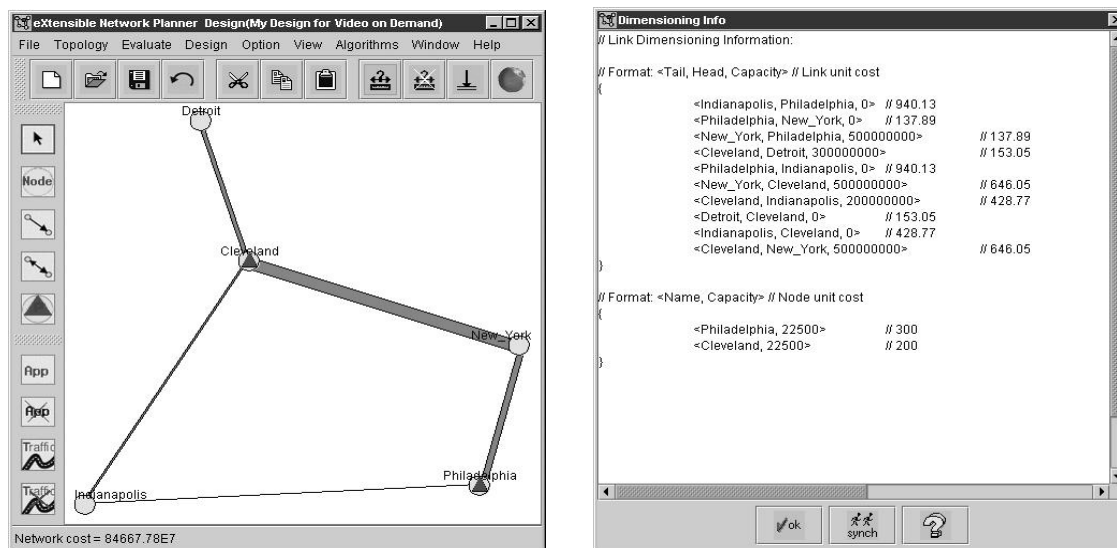 eXtensible Network Planner Design(My Design for Video on Demand)
File Topology Evaluate Design Option View Algorithms Window Help
Detroit
Node
Cleveland
New_York
App
App
Traffic
Philadelphia
Traffic
Indianapolis
Network cost = 84667.78E7
Dimensioning Info
// Link Dimensioning Information:
// Format: <Tail, Head, Capacity> // Link unit cost
{
<Indianapolis, Philadelphia, 0> // 940.13
<Philadelphia, New_York, 0> // 137.89
<New_York, Philadelphia, 500000000> // 137.89
<Cleveland, Detroit, 300000000> // 153.05
<Philadelphia, Indianapolis, 0> // 940.13
<New_York, Cleveland, 500000000> // 646.05
<Cleveland, Indianapolis, 200000000> // 428.77
<Detroit, Cleveland, 0> // 153.05
<Indianapolis, Cleveland, 0> // 428.77
<Cleveland, New_York, 500000000> // 646.05
}
// Format: <Name, Capacity> // Node unit cost
{
<Philadelphia, 22500> // 300
<Cleveland, 22500> // 200
}
ok
synch